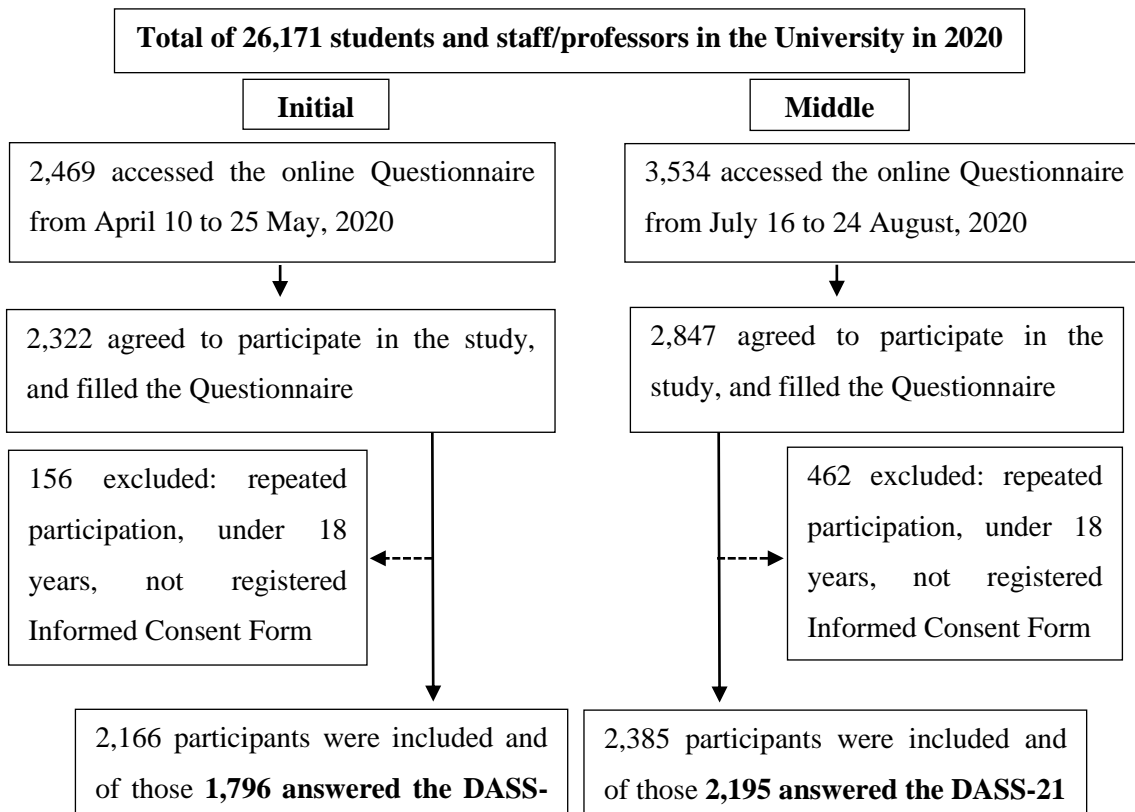 Total of 26,171 students and staff/professors in the University in 2020
Initial
2,469 accessed the online Questionnaire
from April 10 to 25 May, 2020
2,322 agreed to participate in the study,
and filled the Questionnaire
156 excluded: repeated
participation, under 18
years, not registered
Informed Consent Form
2,166 participants were included and
of those 1,796 answered the DASS-
Middle
3,534 accessed the online Questionnaire
from July 16 to 24 August, 2020
2,847 agreed to participate in the
study, and filled the Questionnaire
462 excluded: repeated
participation, under 18
years, not registered
Informed Consent Form
2,385 participants were included and
of those 2,195 answered the DASS-21